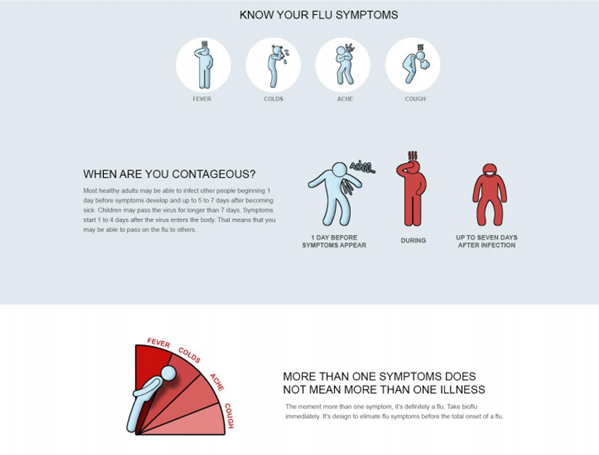 KNOW YOUR FLU SYMPTOMS
FEVER
COLDS
ACHE
COUGH
WHEN ARE YOU CONTAGEOUS?
Most healthy adults may be able to infect other people beginning 1
day before symptoms develop and up to 5 to 7 days after becoming
sick. Children may pass the virus for longer than 7 days. Symptoms
start 1 to 4 days after the virus enters the body. That means that you
may be able to pass on the flu to others.
1 DAY BEFORE
SYMPTOMS APPEAR
DURING
UP TO SEVEN DAYS
AFTER INFECTION
FEVER
COLDS
ACHE
COUGH
MORE THAN ONE SYMPTOMS DOES
NOT MEAN MORE THAN ONE ILLNESS
The moment more than one symptom, it's definitely a flu. Take bioflu
immediately. It's design to elimate flu symptoms before the total onset of a flu.